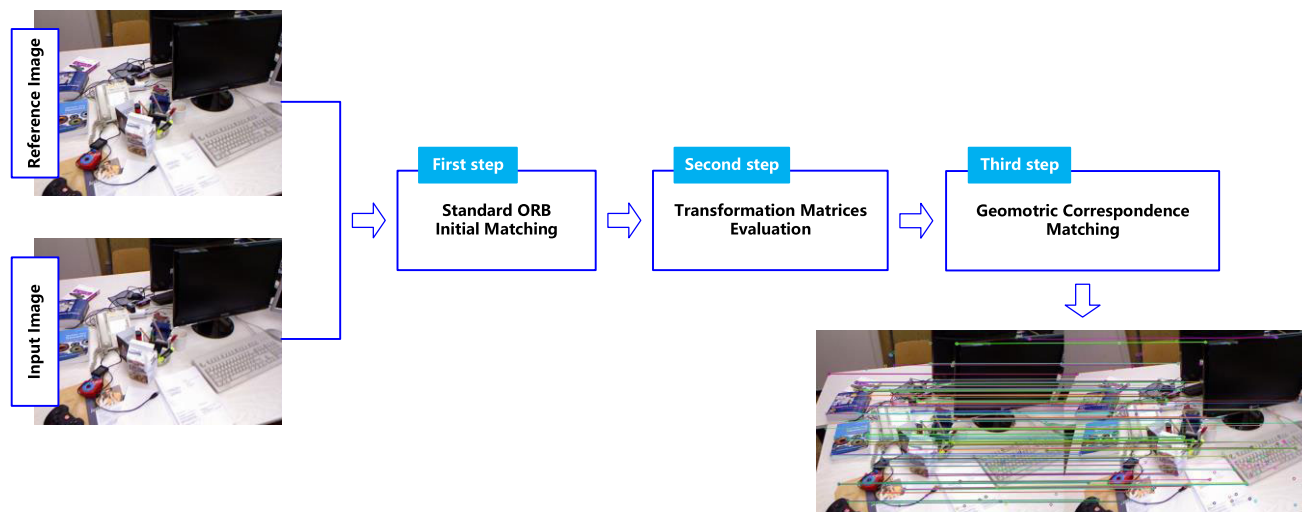 Reference Image
Input Image
First step
Standard ORB
Initial Matching
Second step
Transformation Matrices
Evaluation
Third step
Geomotric Correspondence
Matching